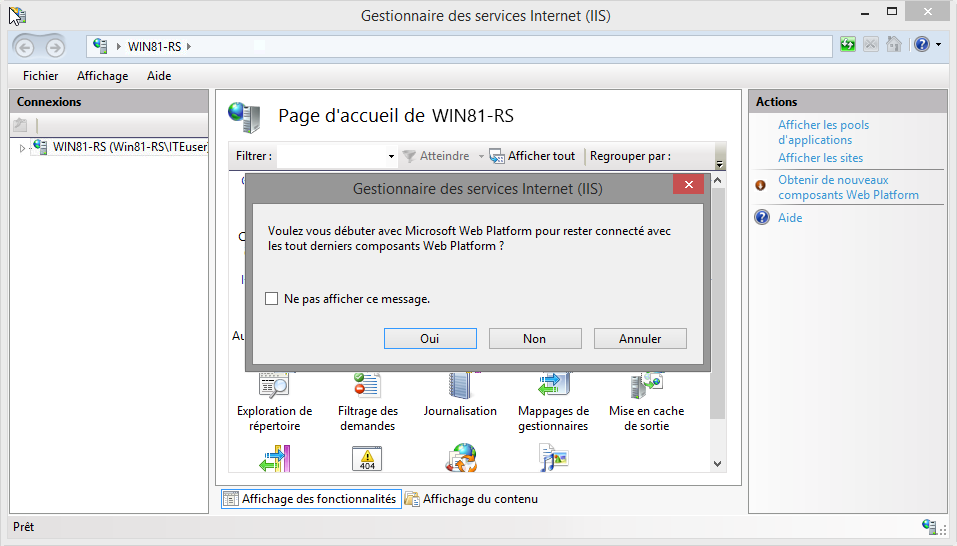 Gestionnaire des services Internet (IIS)
WIN81-RS
Fichier Affichage Aide
Connexions
WIN81-RS (Win81-RS\ITEuser
Page d'accueil de WIN81-RS
Filtrer : Atteindre Afficher tout Regrouper par :
Gestionnaire des services Internet (IIS)
Voulez vous débuter avec Microsoft Web Platform pour rester connecté avec
les tout derniers composants Web Platform ?
Ne pas afficher ce message.
Oui Non Annuler
Exploration de
répertoire
Filtrage des
demandes
Journalisation
Mappages de
gestionnaires
Mise en cache
de sortie
404
Affichage des fonctionnalités Affichage du contenu
Actions
Afficher les pools
d'applications
Afficher les sites
Obtenir de nouveaux
composants Web Platform
Aide
Prêt